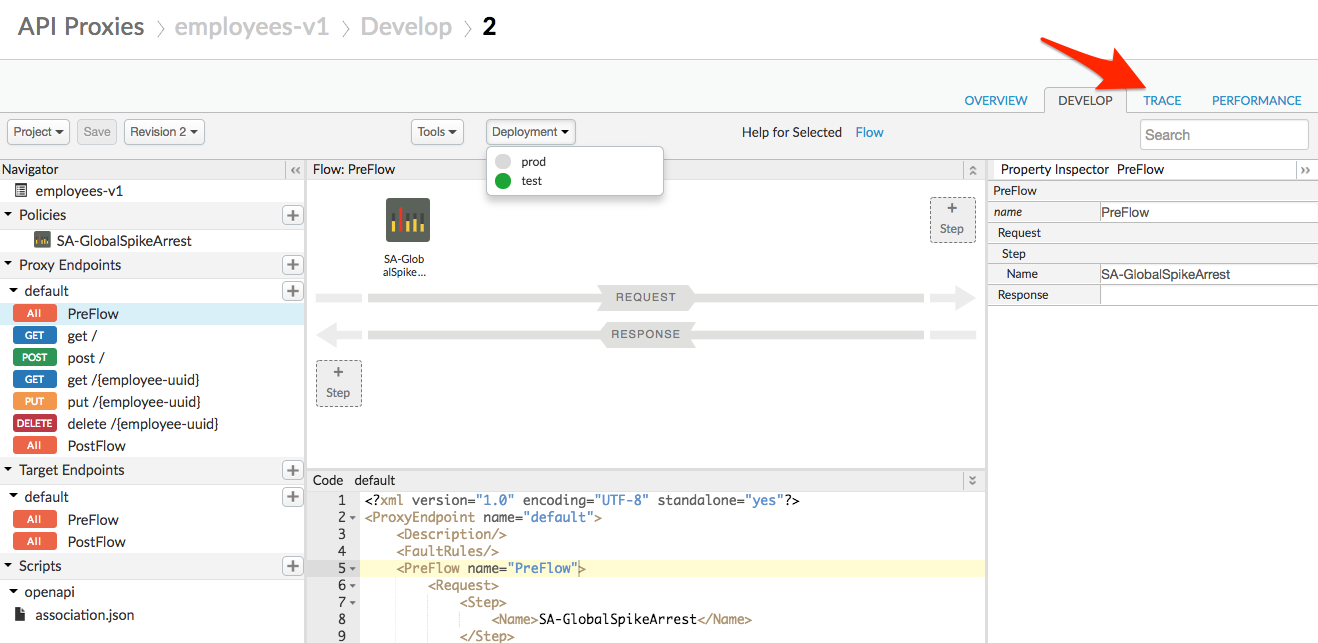 API Proxies > employees-v1 > Develop > 2
OVERVIEW DEVELOP TRACE PERFORMANCE
Project Save Revision 2 Tools Deployment Help for Selected Flow Search
prod
test
Navigator
employees-v1
Policies
SA-GlobalSpikeArrest
Proxy Endpoints
default
All PreFlow
GET get /
POST post /
GET get /{employee-uuid}
PUT put /{employee-uuid}
DELETE delete /{employee-uuid}
All PostFlow
Target Endpoints
default
All PreFlow
All PostFlow
Scripts
openapi
association.json
Flow: PreFlow
SA-Glob
alSpike...
+
Step
REQUEST
RESPONSE
+
Step
Code default
1 <?xml version="1.0" encoding="UTF-8" standalone="yes"?>
2 <ProxyEndpoint name="default">
3 <Description/>
4 <FaultRules/>
5 <PreFlow name="PreFlow">
6 <Request>
7 <Step>
8 <Name>SA-GlobalSpikeArrest</Name>
9 </Step>
Property Inspector PreFlow
PreFlow
name PreFlow
Request
Step
Name SA-GlobalSpikeArrest
Response